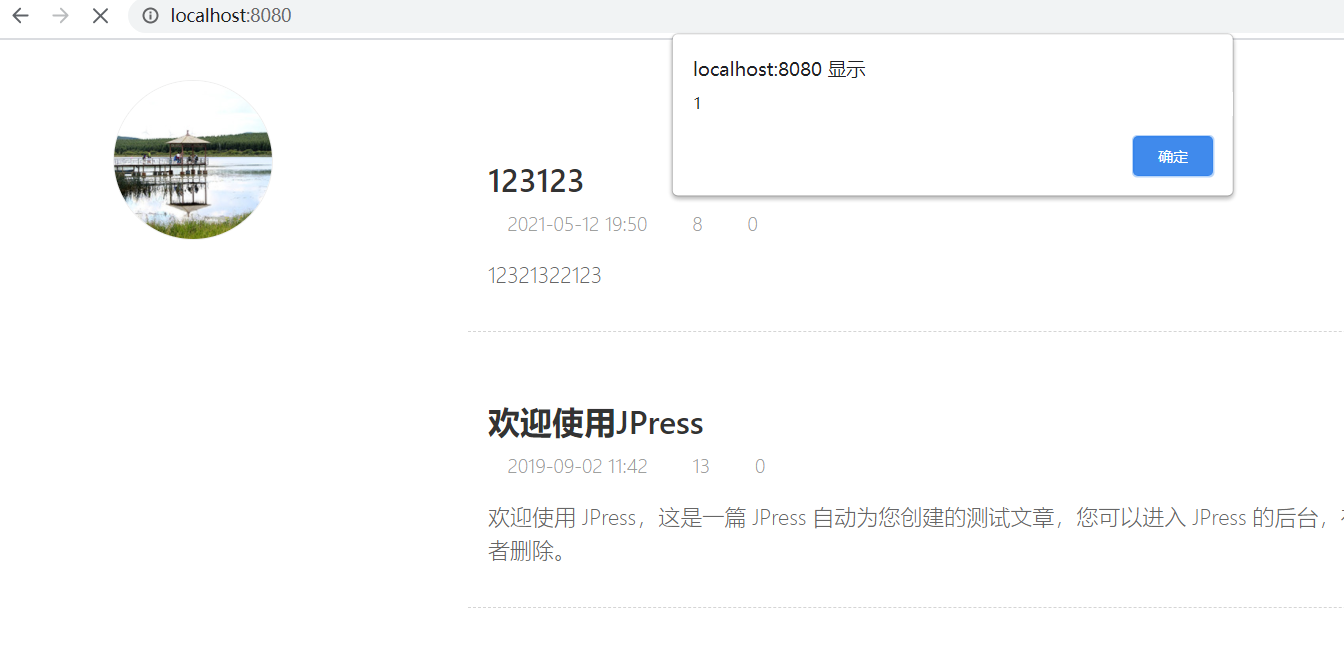 localhost:8080
localhost:8080 显示
1
确定
123123
2021-05-12 19:50 8 0
12321322123
欢迎使用JPress
2019-09-02 11:42 13 0
欢迎使用 JPress，这是一篇 JPress 自动为您创建的测试文章，您可以进入 JPress 的后台，
者删除。